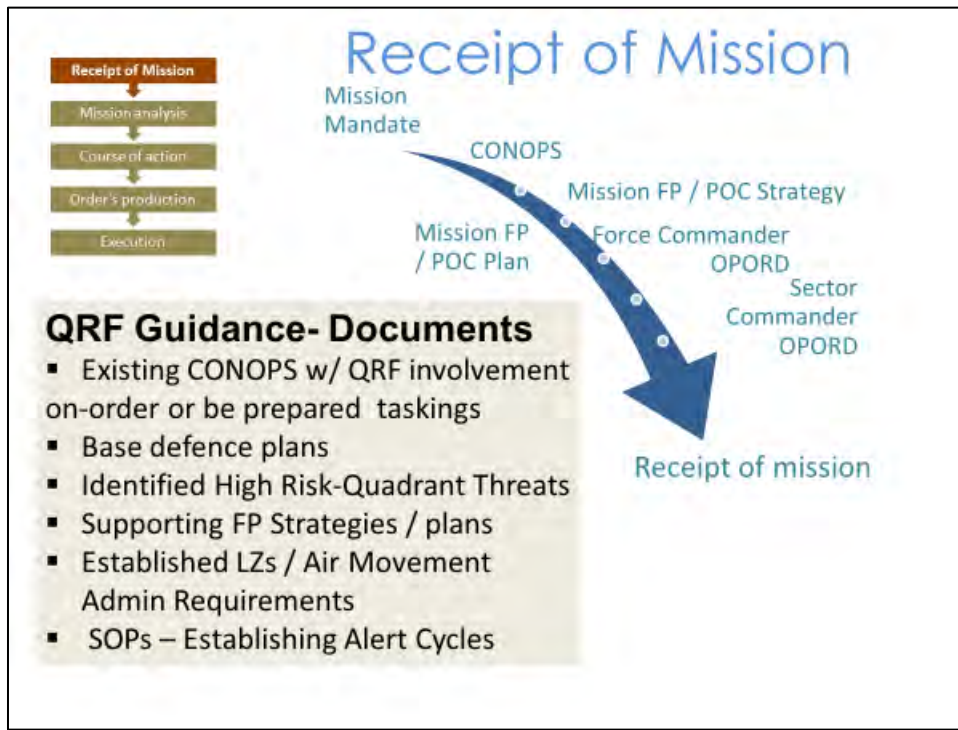 Receipt of Mission
Receipt of Mission
Mission analysis
Course of action
Order's production
Execution
Mission
Mandate
CONOPS
Mission FP / POC Strategy
Mission FP
/ POC Plan
Force Commander
OPORD
Sector
Commander
OPORD
Receipt of mission
QRF Guidance- Documents
▪ Existing CONOPS w/ QRF involvement
on-order or be prepared taskings
▪ Base defence plans
▪ Identified High Risk-Quadrant Threats
▪ Supporting FP Strategies / plans
▪ Established LZs / Air Movement
Admin Requirements
▪ SOPs – Establishing Alert Cycles